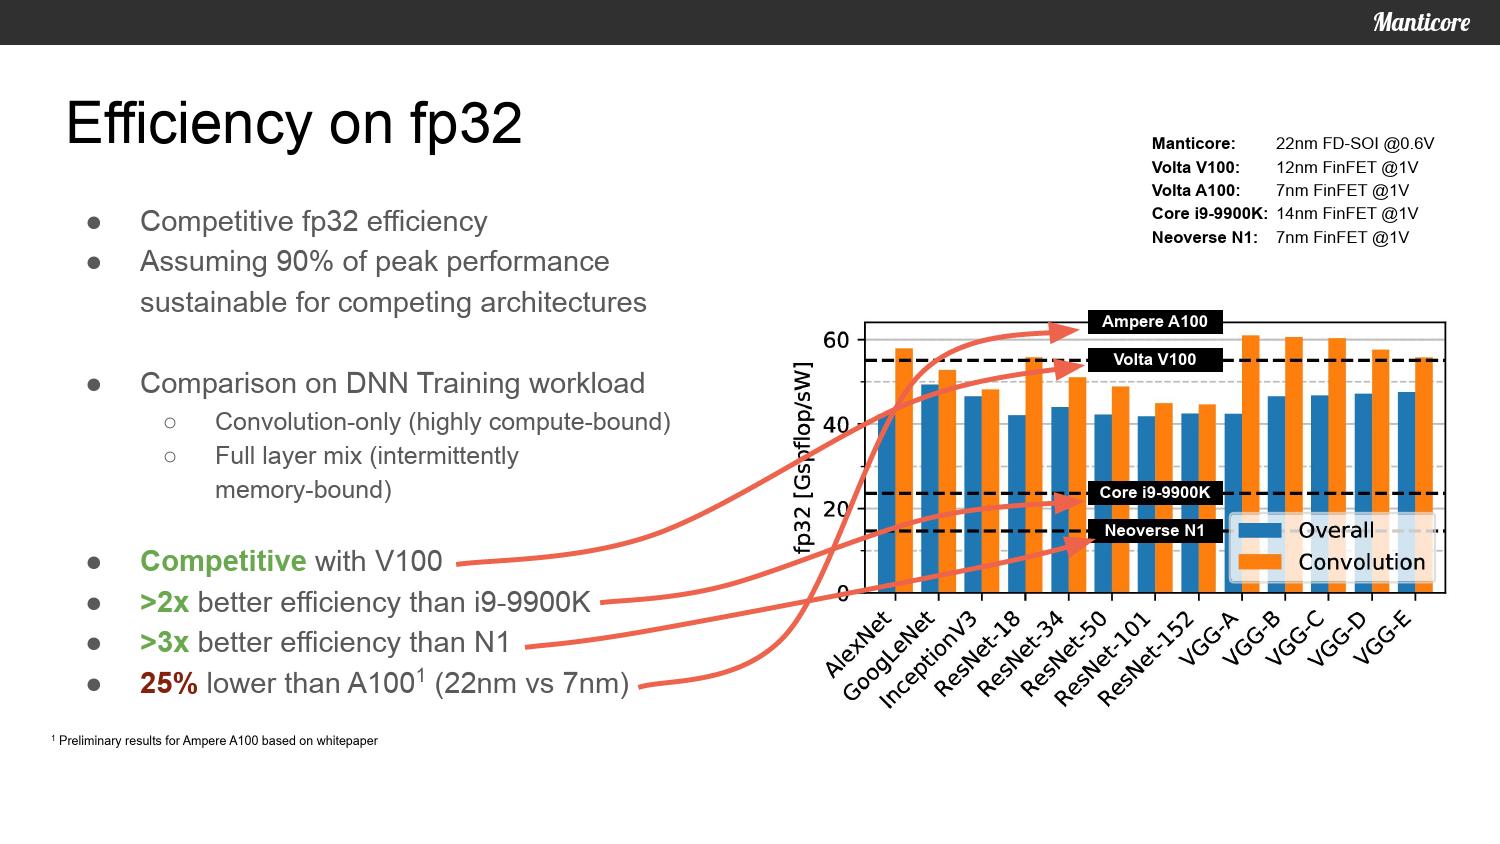 Manticore
Efficiency on fp32
Manticore: 22nm FD-SOI @0.6V
Volta V100: 12nm FinFET @1V
Volta A100: 7nm FinFET @1V
Core i9-9900K: 14nm FinFET @1V
Neoverse N1: 7nm FinFET @1V
● Competitive fp32 efficiency
● Assuming 90% of peak performance
sustainable for competing architectures
● Comparison on DNN Training workload
○ Convolution-only (highly compute-bound)
○ Full layer mix (intermittently
memory-bound)
● Competitive with V100
● >2x better efficiency than i9-9900K
● >3x better efficiency than N1
● 25% lower than A100¹ (22nm vs 7nm)
¹ Preliminary results for Ampere A100 based on whitepaper
fp32 [Gspflop/sW]
60
40
20
0
Ampere A100
Volta V100
Core i9-9900K
Neoverse N1
Overall
Convolution
AlexNet
GoogLeNet
InceptionV3
ResNet-18
ResNet-34
ResNet-50
ResNet-101
ResNet-152
VGG-A
VGG-B
VGG-C
VGG-D
VGG-E